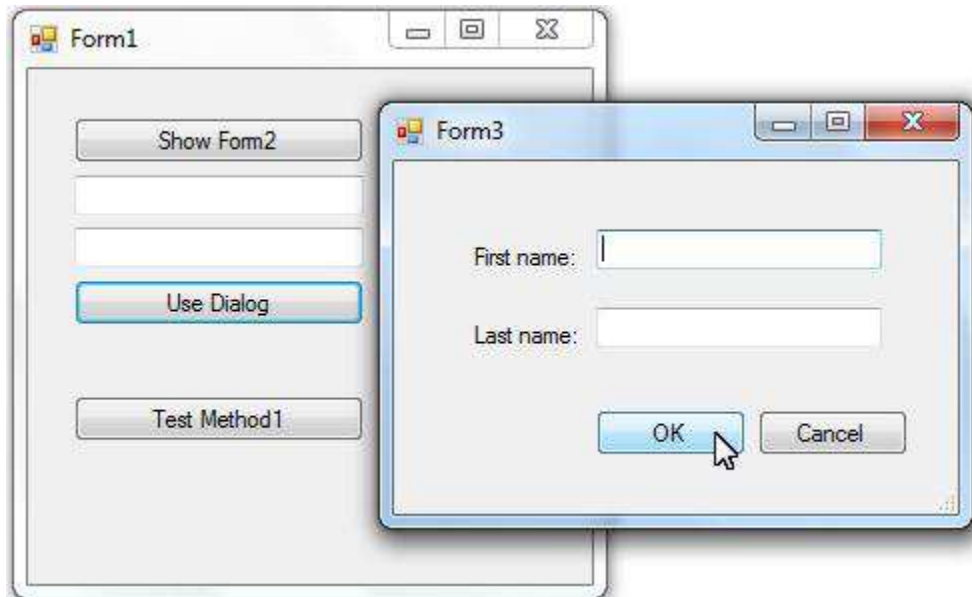 Form1
Show Form2
Use Dialog
Test Method1
Form3
First name:
Last name:
OK
Cancel